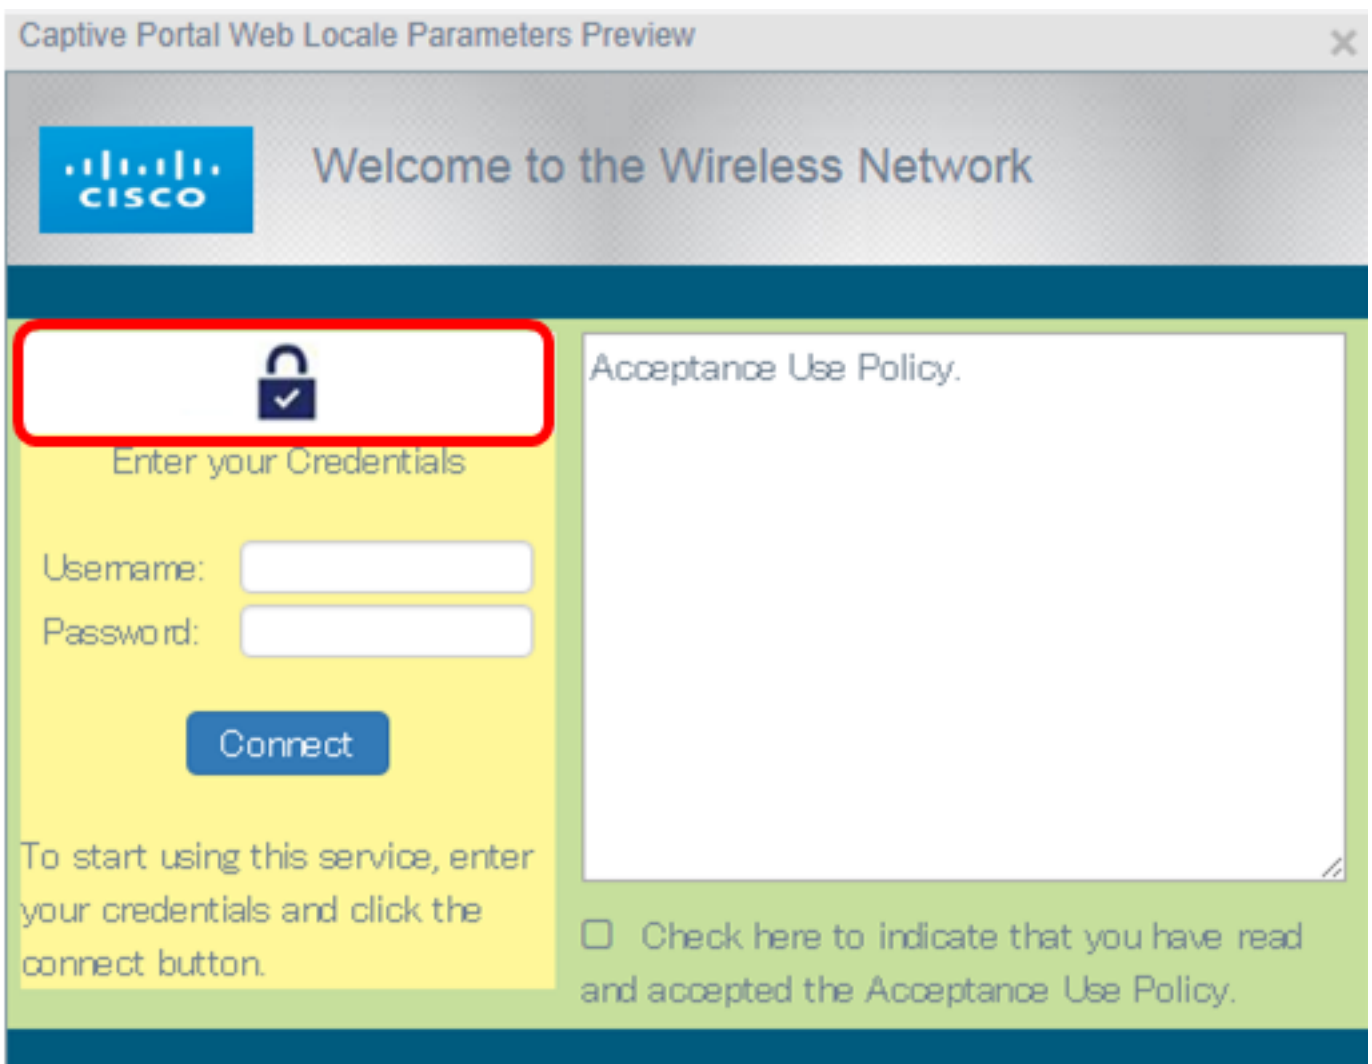 Captive Portal Web Locale Parameters Preview
CISCO
Welcome to the Wireless Network
Enter your Credentials
Username:
Password:
Connect
To start using this service, enter
your credentials and click the
connect button.
Acceptance Use Policy.
Check here to indicate that you have read
and accepted the Acceptance Use Policy.